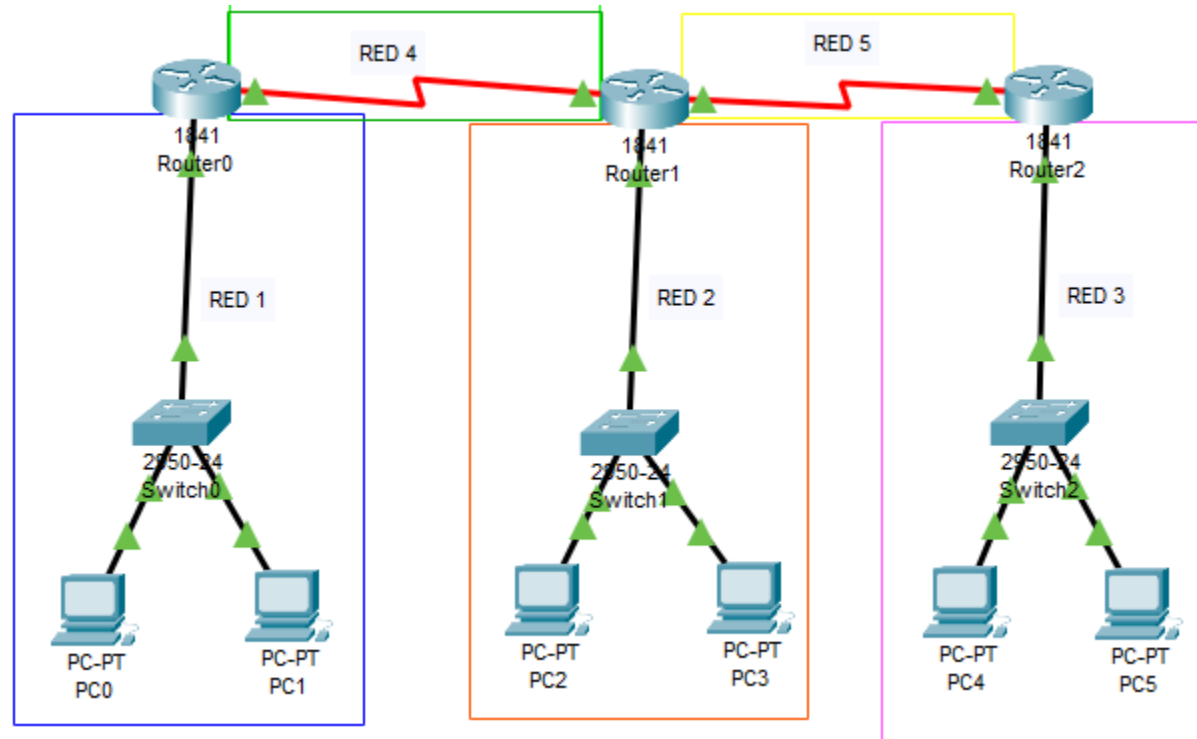 RED 4
RED 5
1841
Router0
1841
Router1
1841
Router2
RED 1
RED 2
RED 3
2950-24
Switch0
2950-24
Switch1
2950-24
Switch2
PC-PT
PC0
PC-PT
PC1
PC-PT
PC2
PC-PT
PC3
PC-PT
PC4
PC-PT
PC5